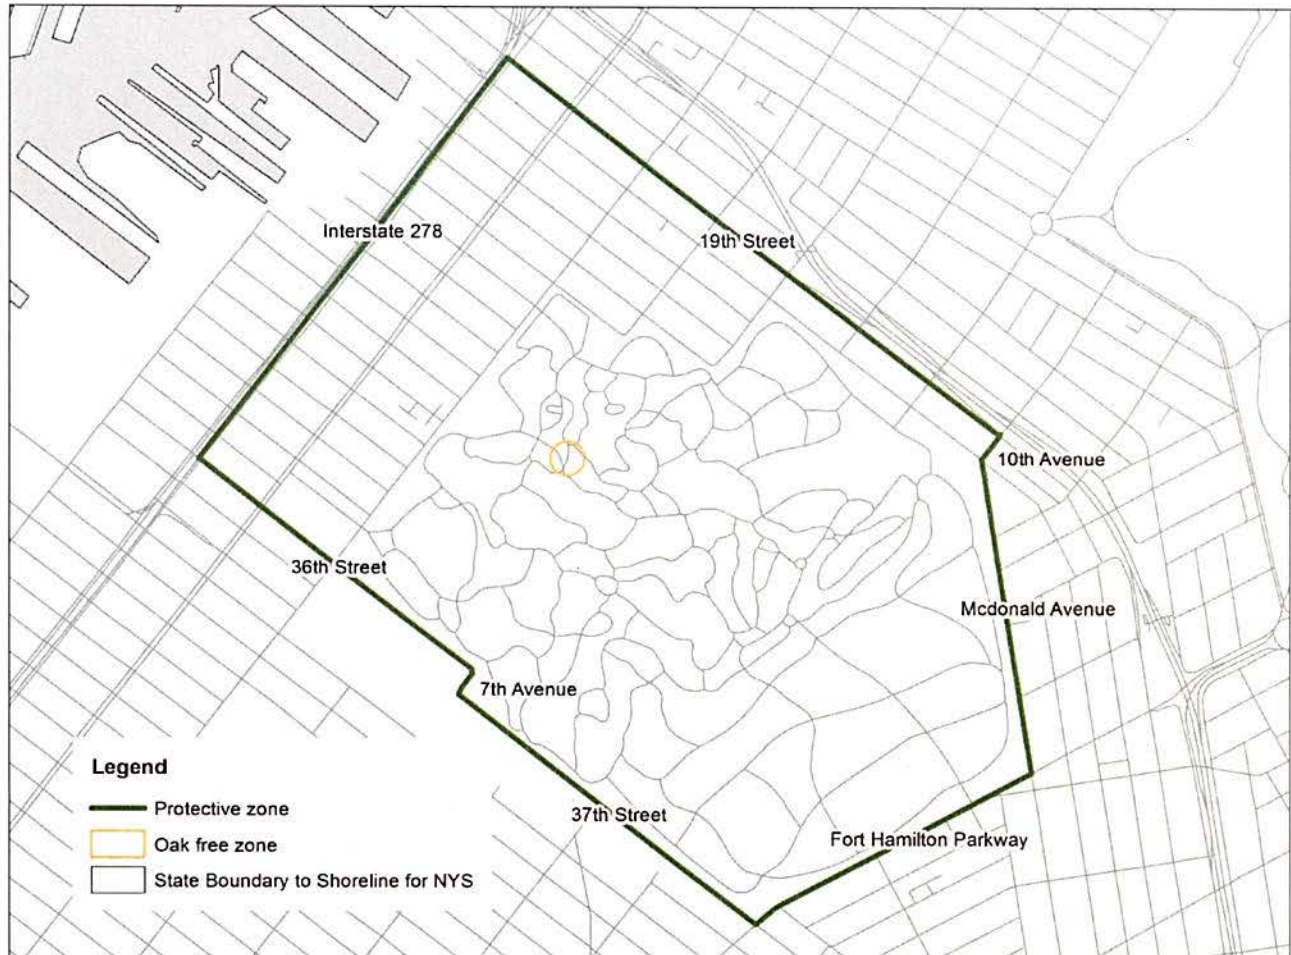 Interstate 278
19th Street
10th Avenue
36th Street
Mcdonald Avenue
7th Avenue
Legend
Protective zone
37th Street
Fort Hamilton Parkway
Oak free zone
State Boundary to Shoreline for NYS